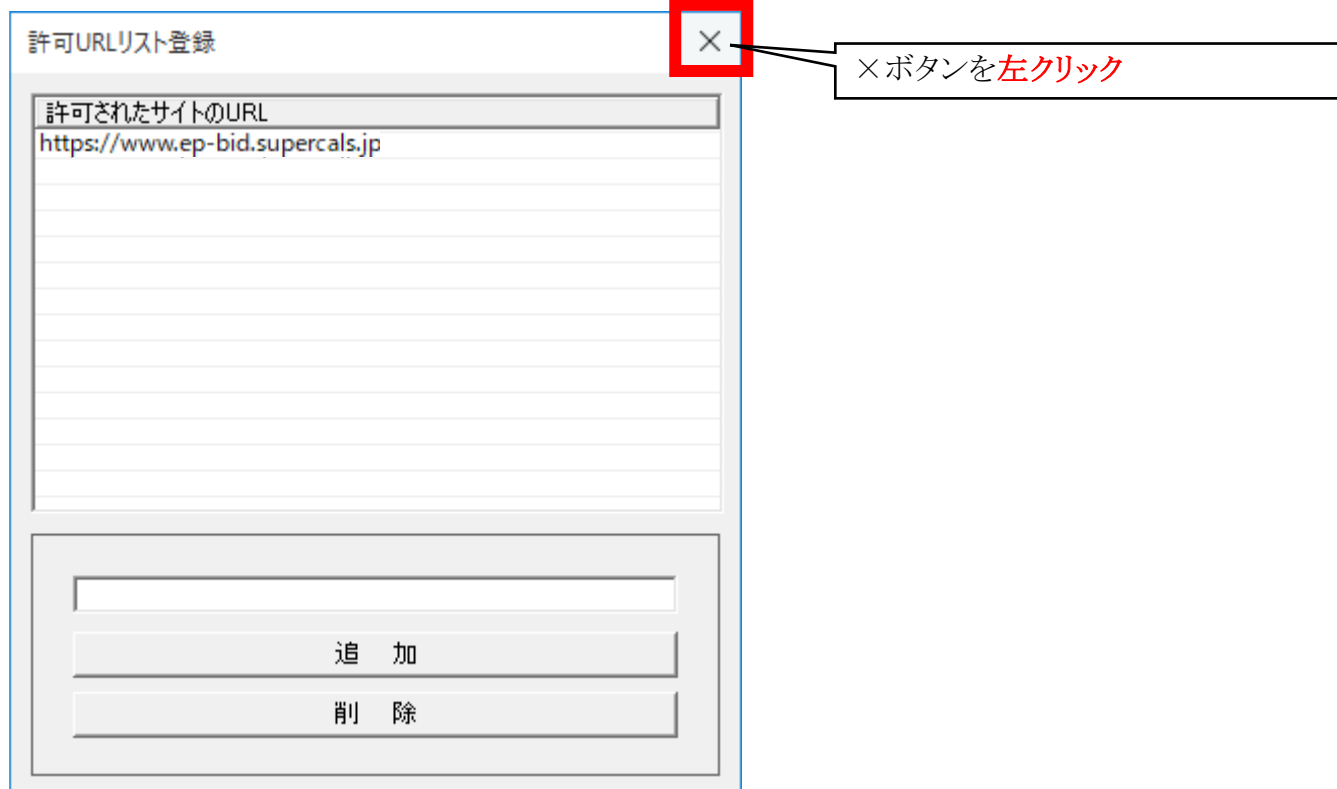 許可URLリスト登録
×ボタンを左クリック
許可されたサイトのURL
https://www.ep-bid.supercals.jp
追 加
削 除